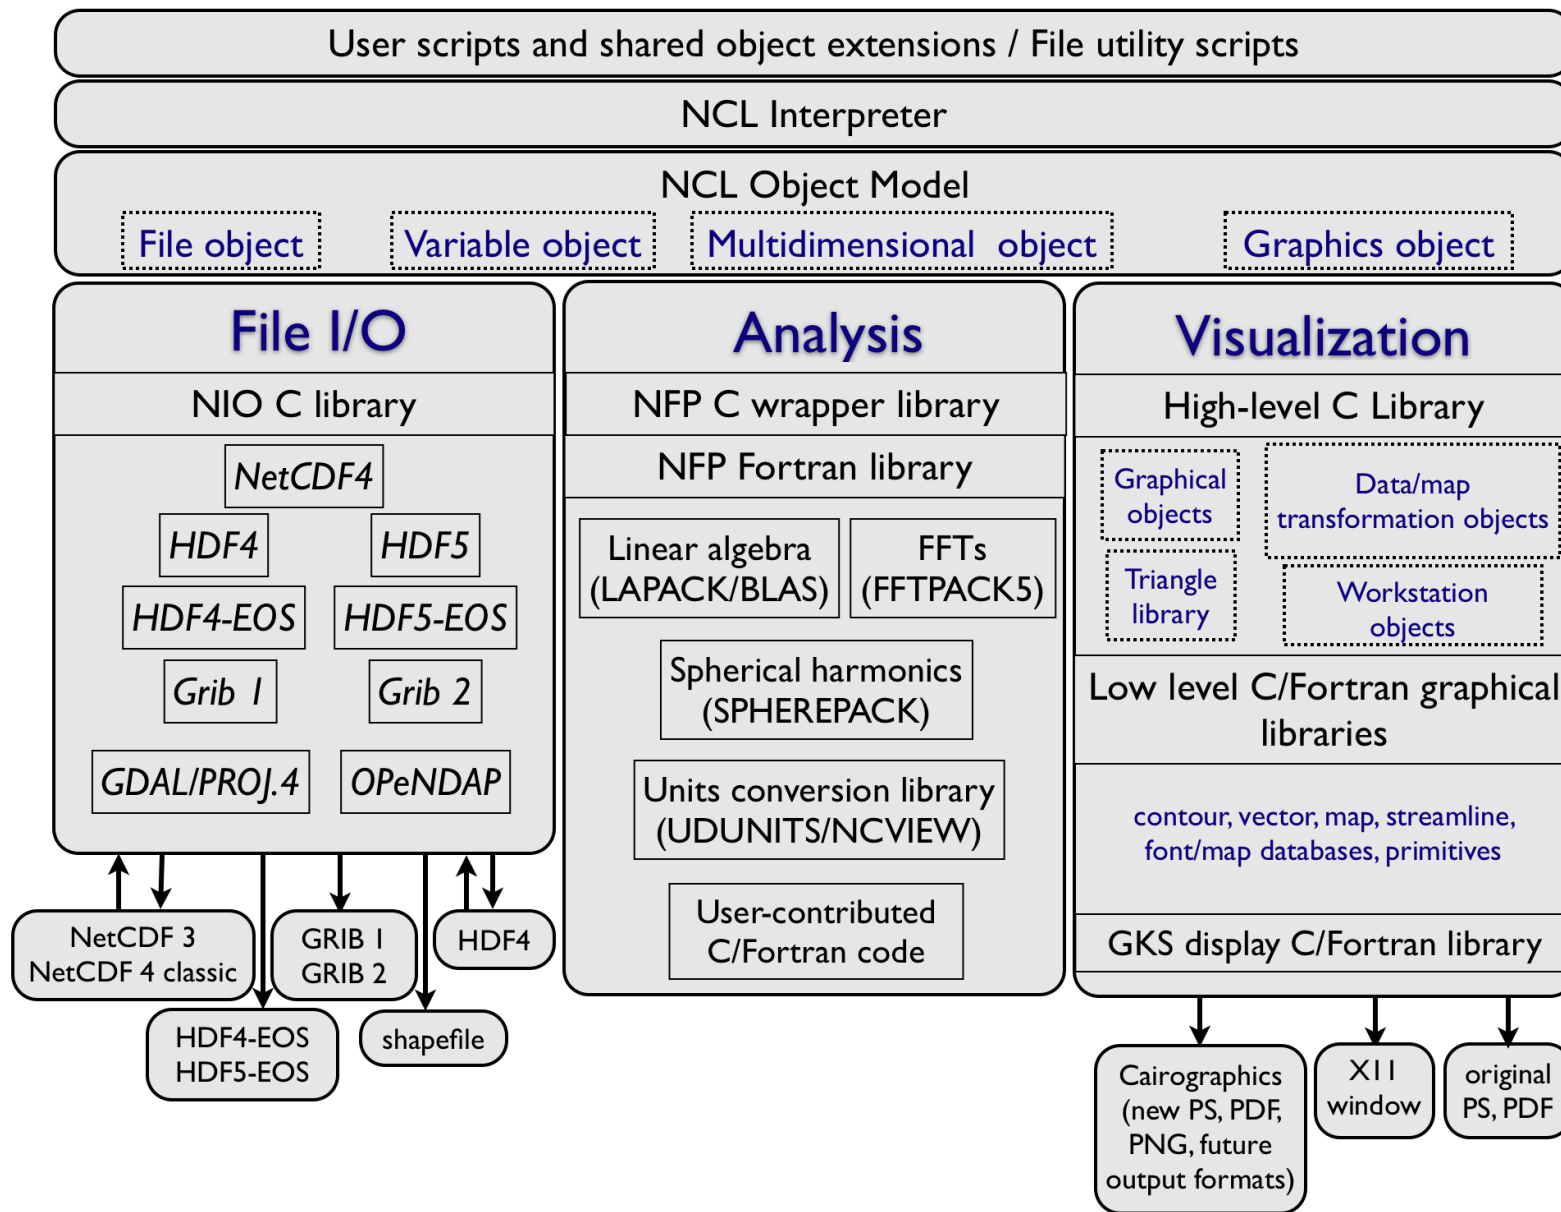 User scripts and shared object extensions / File utility scripts
NCL Interpreter
NCL Object Model
File object
Variable object
Multidimensional object
Graphics object
File I/O
NIO C library
NetCDF4
HDF4
HDF5
HDF4-EOS
HDF5-EOS
Grib 1
Grib 2
GDAL/PROJ.4
OPeNDAP
NetCDF 3
NetCDF 4 classic
HDF4-EOS
HDF5-EOS
GRIB 1
GRIB 2
shapefile
HDF4
Analysis
NFP C wrapper library
NFP Fortran library
Linear algebra
(LAPACK/BLAS)
FFTs
(FFTPACK5)
Spherical harmonics
(SPHEREPACK)
Units conversion library
(UDUNITS/NCVIEW)
User-contributed
C/Fortran code
Visualization
High-level C Library
Graphical
objects
Data/map
transformation objects
Triangle
library
Workstation
objects
Low level C/Fortran graphical
libraries
contour, vector, map, streamline,
font/map databases, primitives
GKS display C/Fortran library
Cairographics
(new PS, PDF,
PNG, future
output formats)
X11
window
original
PS, PDF